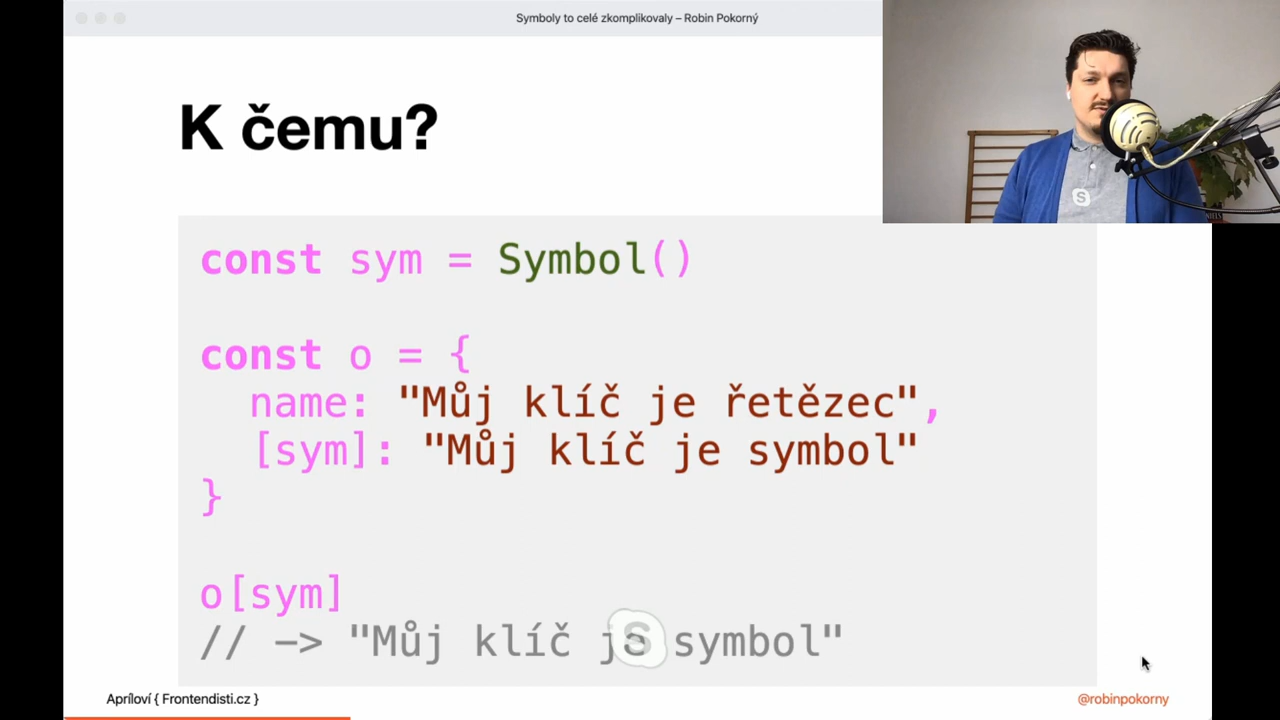 Symboly to celé zkomplikovaly – Robin Pokorný
K čemu?
const sym = Symbol()
const o = {
name: "Můj klíč je řetězec",
[sym]: "Můj klíč je symbol"
}
o[sym]
// —> "Můj klíč je symbol"
Apríloví { Frontendisti.cz }
@robinpokorny